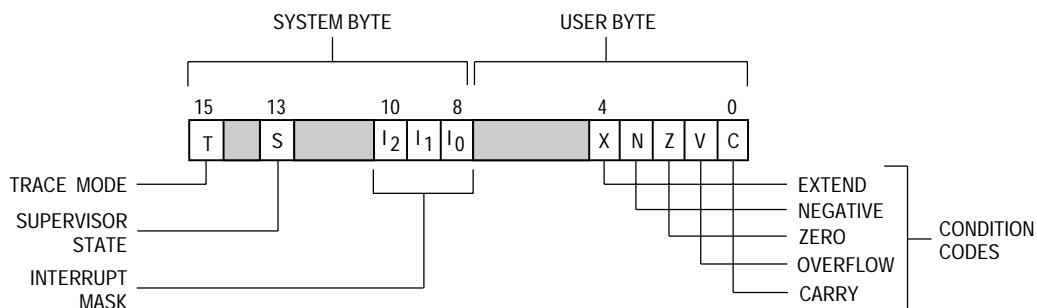 SYSTEM BYTE
USER BYTE
15 13 10 8 4 0
T S I2 I1 I0 X N Z V C
TRACE MODE
SUPERVISOR
STATE
INTERRUPT
MASK
EXTEND
NEGATIVE
ZERO
OVERFLOW
CARRY
CONDITION
CODES